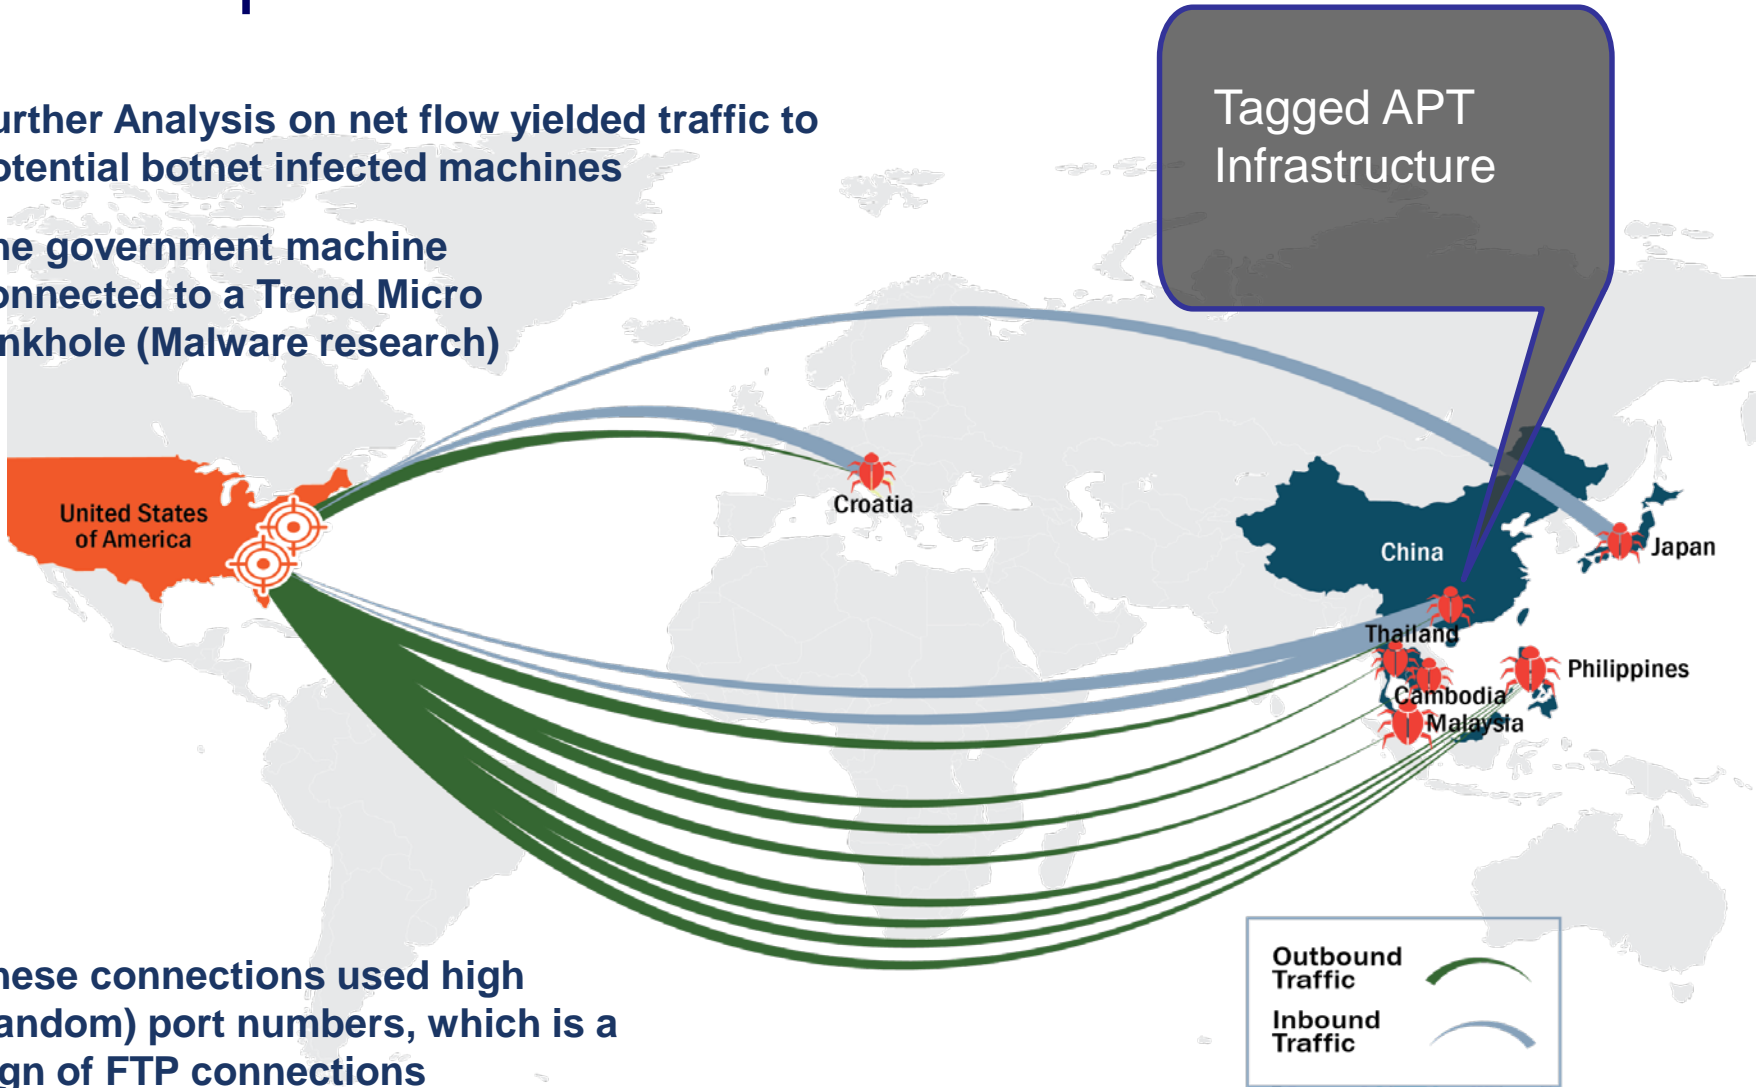 urther Analysis on net flow yielded traffic to
otential botnet infected machines
ne government machine
onnected to a Trend Micro
nkhole (Malware research)
Tagged APT
Infrastructure
United States
of America
Croatia
China
Japan
Thailand
Philippines
Cambodia
Malaysia
hese connections used high
andom) port numbers, which is a
ign of FTP connections
Outbound
Traffic
Inbound
Traffic